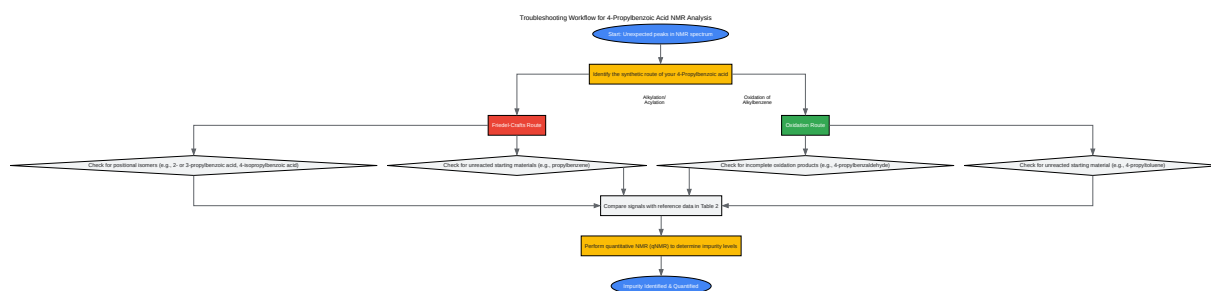 Troubleshooting Workflow for 4-Propylbenzoic Acid NMR Analysis
Start: Unexpected peaks in NMR spectrum
Identify the synthetic route of your 4-Propylbenzoic acid
Alkylation/
Acylation
Oxidation of
Alkylbenzene
Friedel-Crafts Route
Oxidation Route
Check for positional isomers (e.g., 2- or 3-propylbenzoic acid, 4-isopropylbenzoic acid)
Check for unreacted starting materials (e.g., propylbenzene)
Check for incomplete oxidation products (e.g., 4-propylbenzaldehyde)
Check for unreacted starting material (e.g., 4-propyltoluene)
Compare signals with reference data in Table 2
Perform quantitative NMR (qNMR) to determine impurity levels
Impurity Identified & Quantified